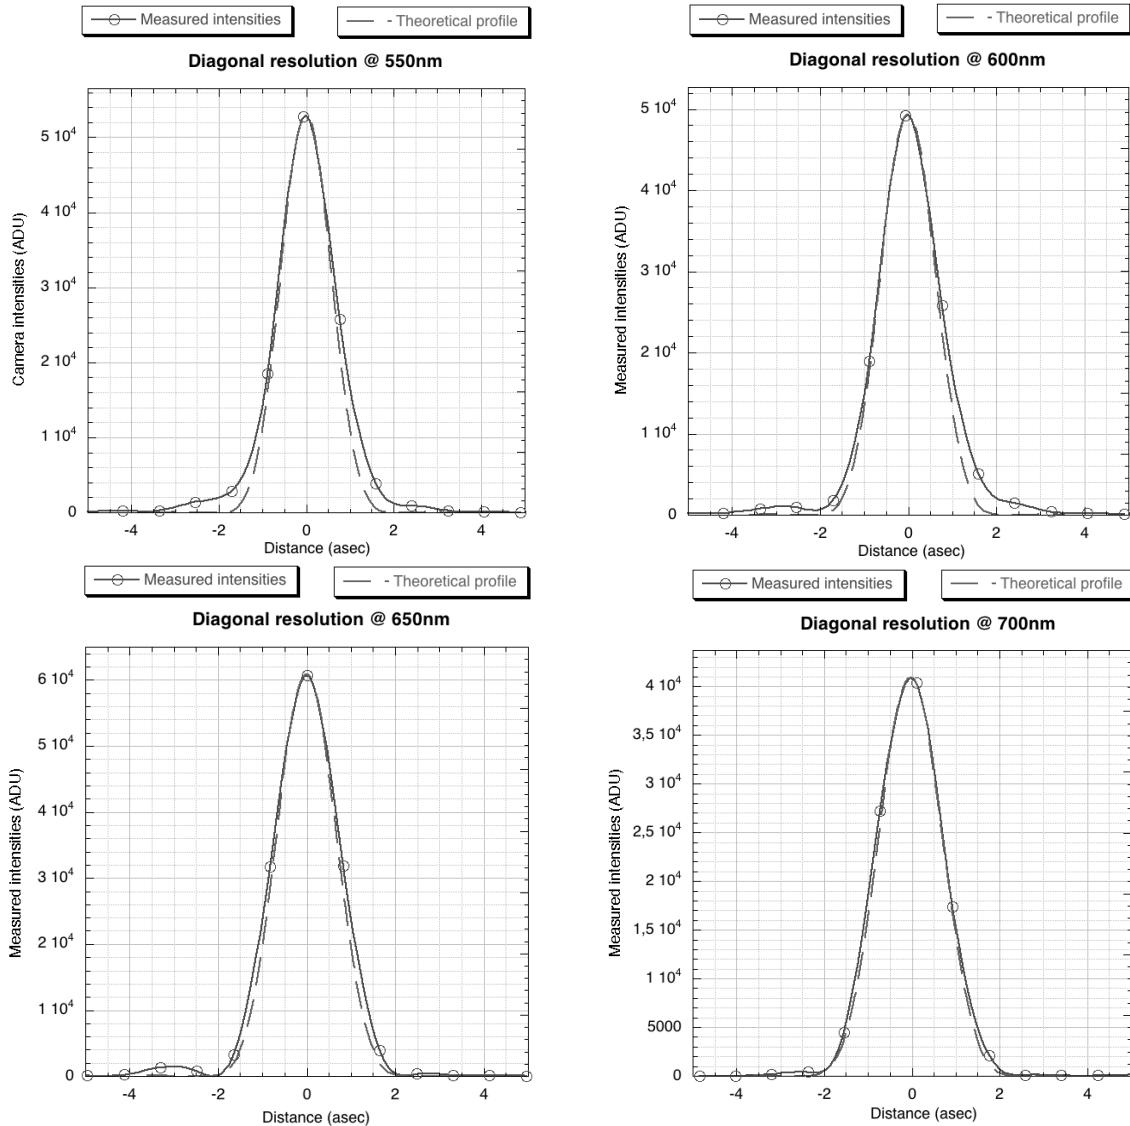 Measured intensities - Theoretical profile
Diagonal resolution @ 550nm
Camera intensities (ADU)
5 10⁴
4 10⁴
3 10⁴
2 10⁴
1 10⁴
0
-4 -2 0 2 4
Distance (asec)
Measured intensities - Theoretical profile
Diagonal resolution @ 600nm
Measured intensities (ADU)
5 10⁴
4 10⁴
3 10⁴
2 10⁴
1 10⁴
0
-4 -2 0 2 4
Distance (asec)
Measured intensities - Theoretical profile
Diagonal resolution @ 650nm
Measured intensities (ADU)
6 10⁴
5 10⁴
4 10⁴
3 10⁴
2 10⁴
1 10⁴
0
-4 -2 0 2 4
Distance (asec)
Measured intensities - Theoretical profile
Diagonal resolution @ 700nm
Measured intensities (ADU)
4 10⁴
3,5 10⁴
3 10⁴
2,5 10⁴
2 10⁴
1,5 10⁴
1 10⁴
5000
0
-4 -2 0 2 4
Distance (asec)